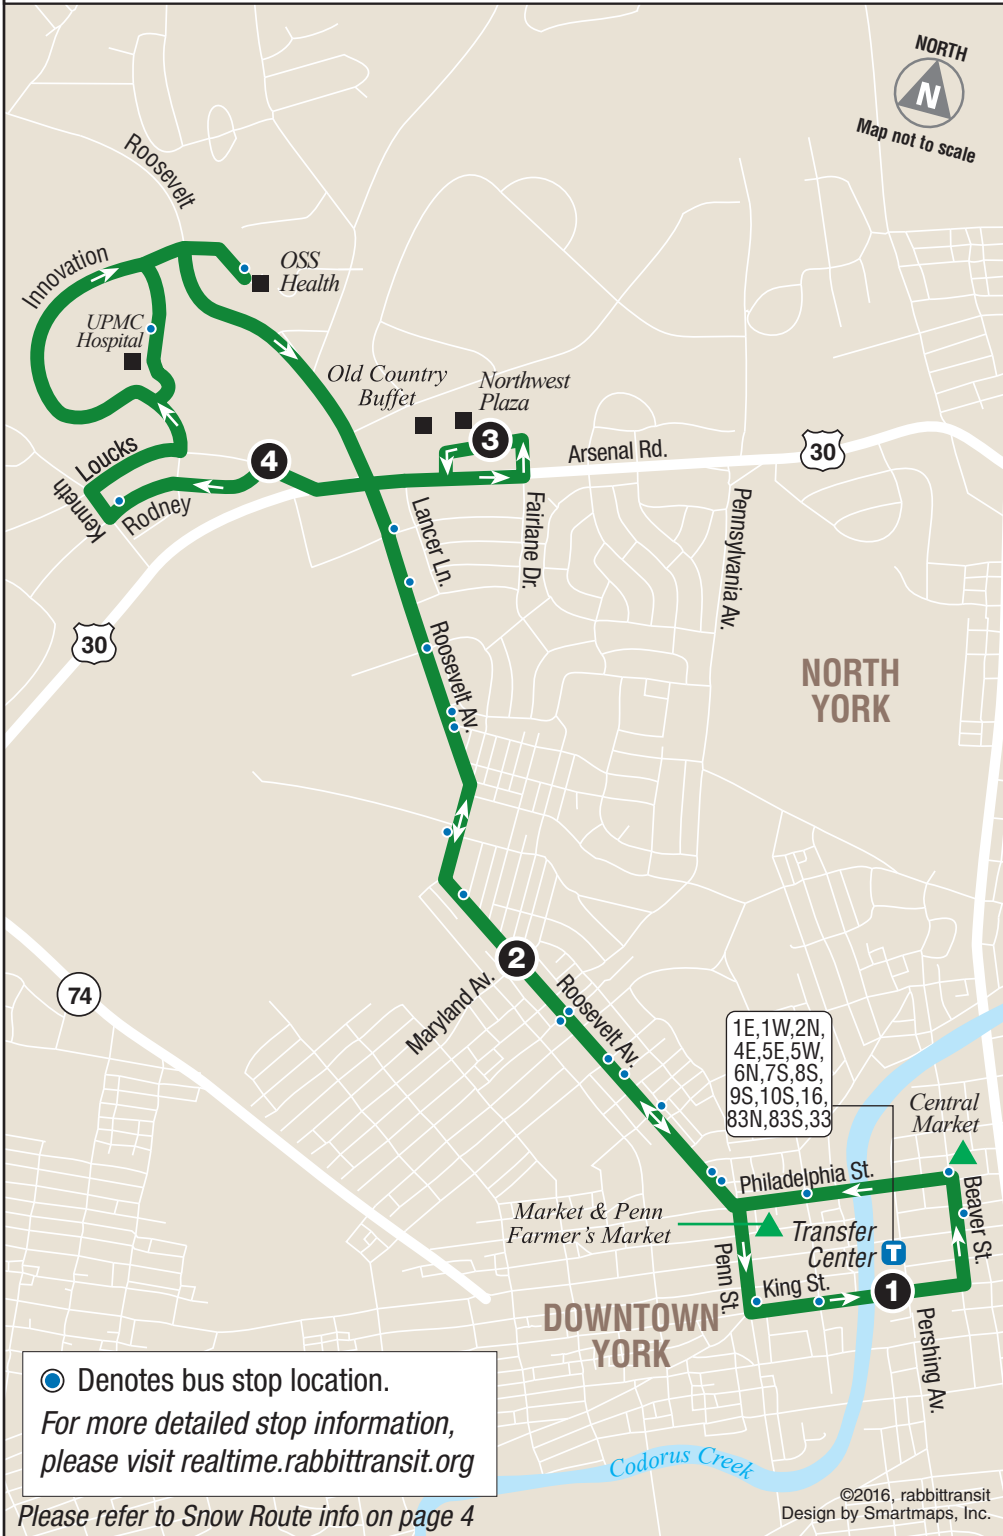 NORTH
N
Map not to scale
Roosevelt
Innovation
OSS
Health
UPMC
Hospital
Old Country
Buffet
Northwest
Plaza
3
Arsenal Rd.
30
4
Loucks
Kenneth
Rodney
Lancer Ln.
Fairlane Dr.
Pennsylvania Av.
30
Roosevelt Av.
NORTH
YORK
2
74
Maryland Av.
Roosevelt Av.
1E,1W,2N,
4E,5E,5W,
6N,7S,8S,
9S,10S,16,
83N,83S,33
Central
Market
Philadelphia St.
Beaver St.
Market & Penn
Farmer's Market
Transfer
Center
T
Penn St.
King St.
1
DOWNTOWN
YORK
Pershing Av.
Denotes bus stop location.
For more detailed stop information,
please visit realtime.rabbittransit.org
Codorus Creek
©2016, rabbittransit
Design by Smartmaps, Inc.
Please refer to Snow Route info on page 4